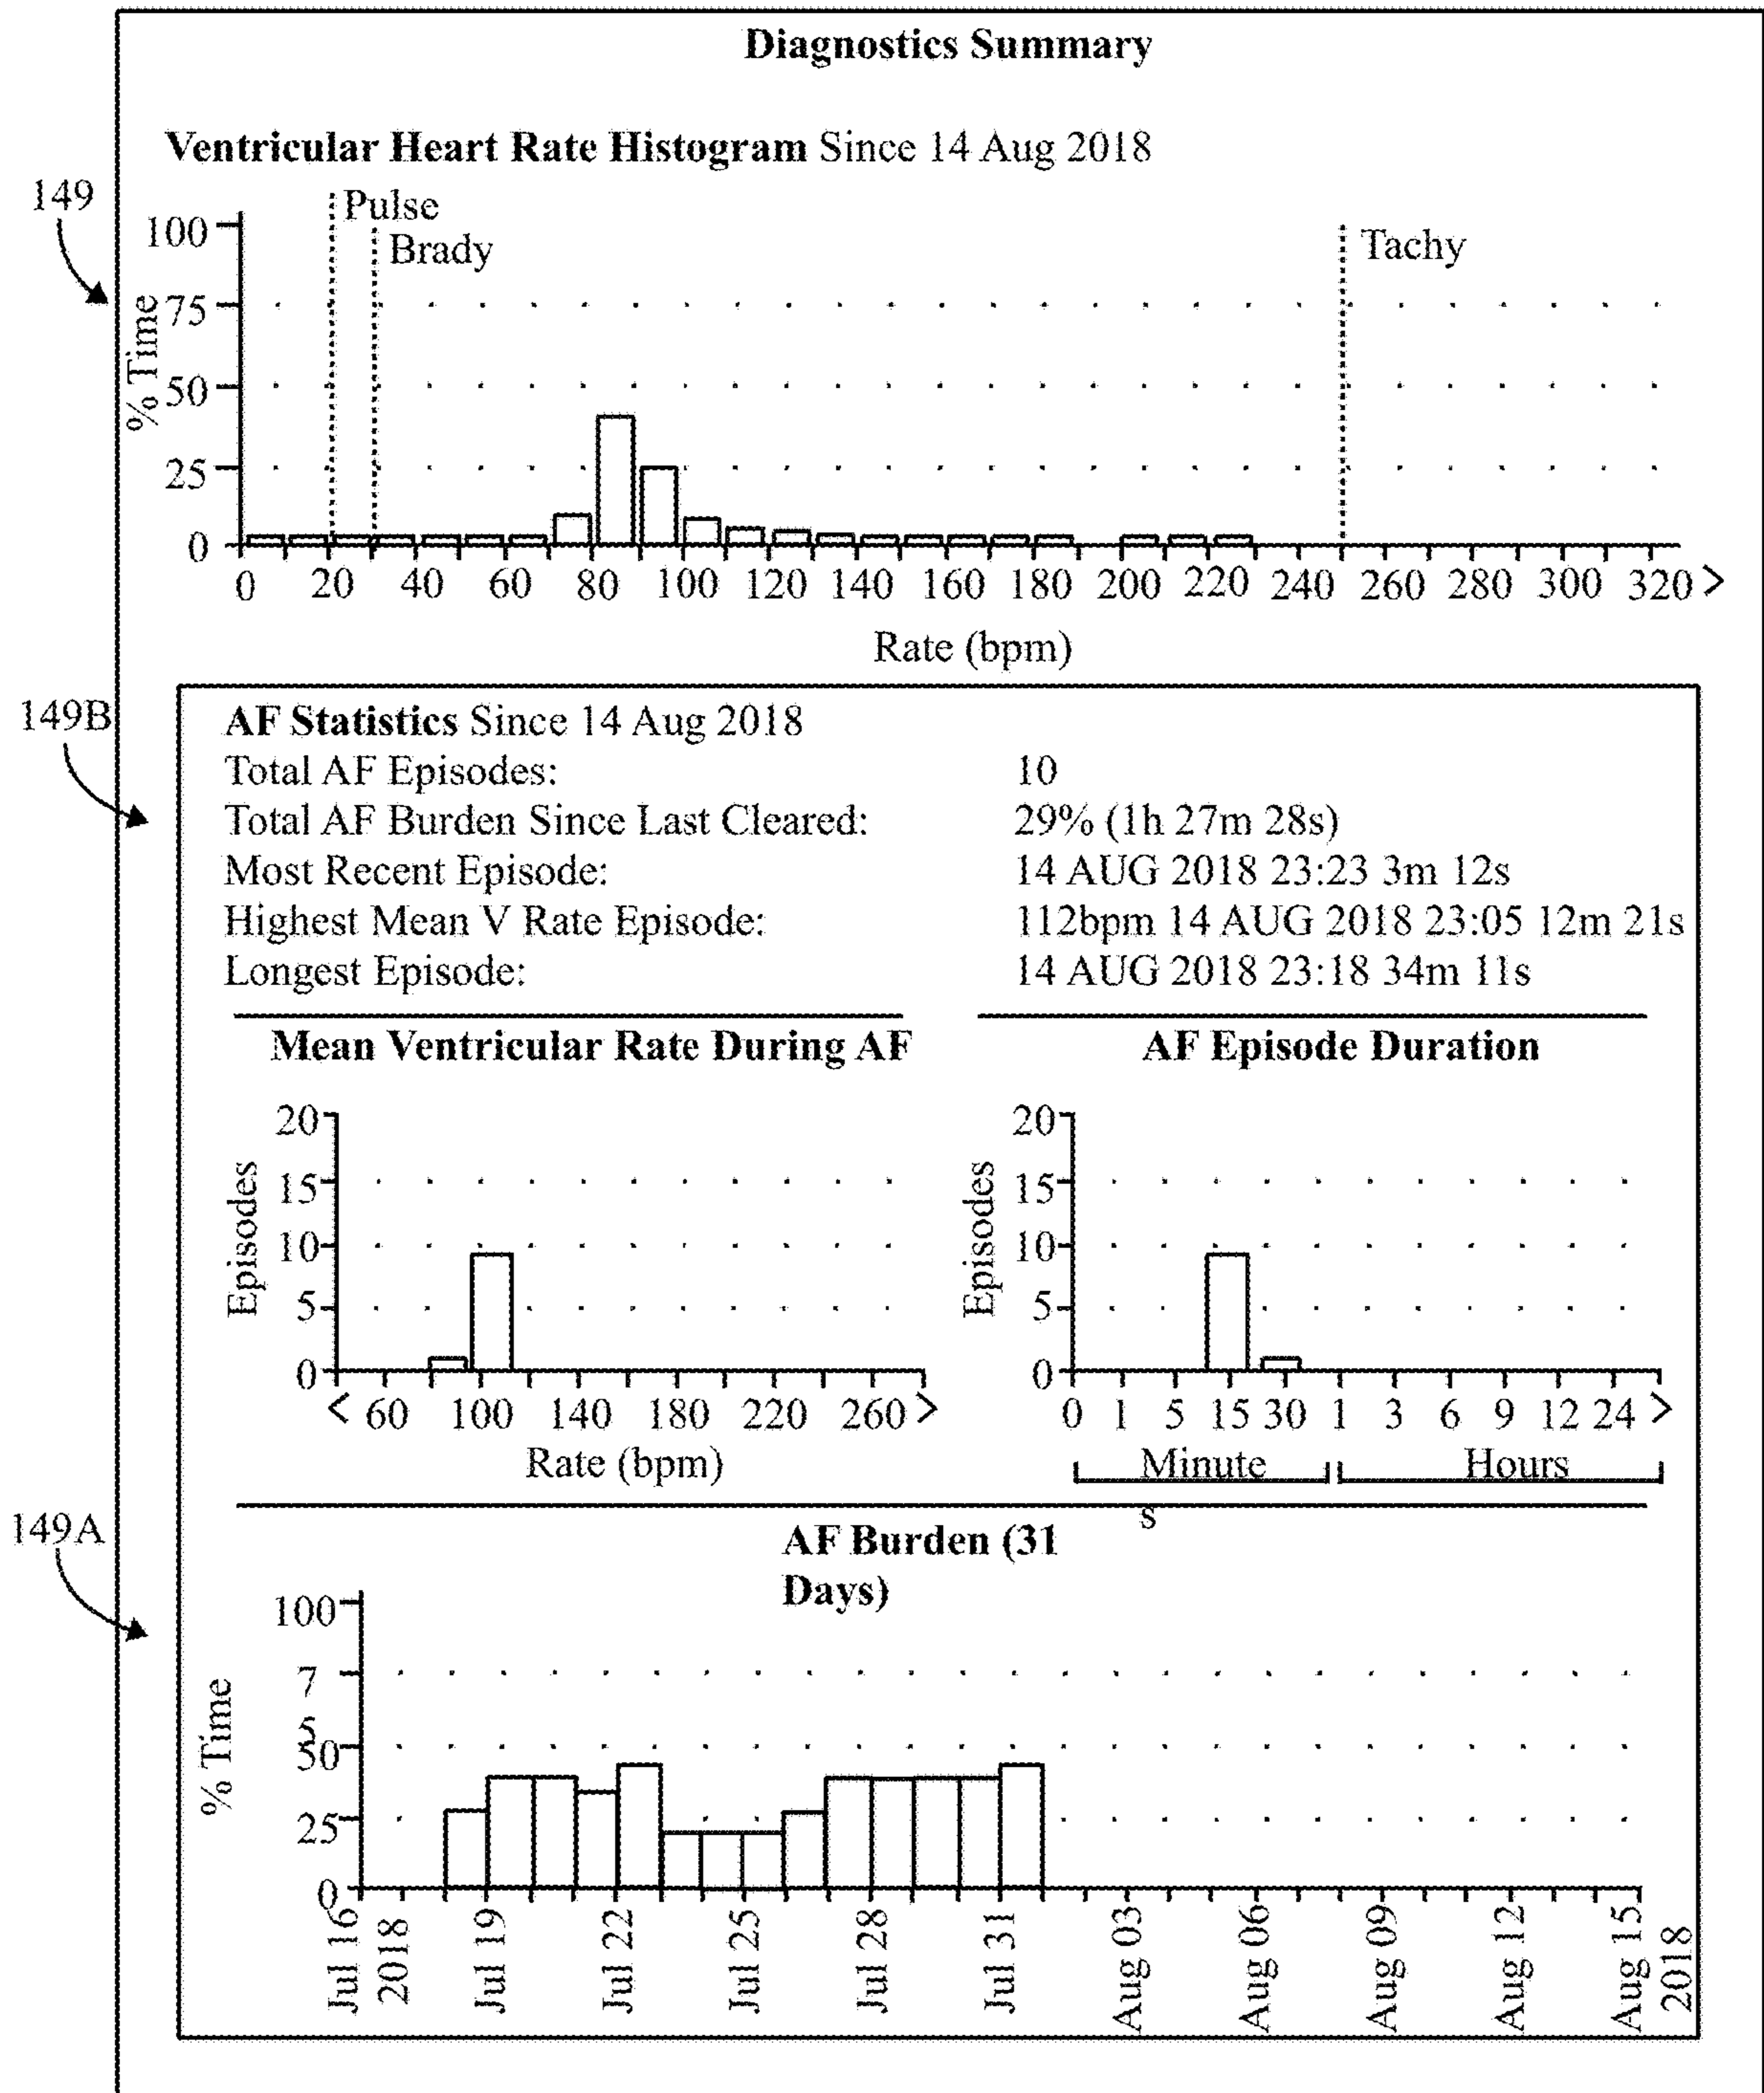 Diagnostics Summary
Ventricular Heart Rate Histogram Since 14 Aug 2018
149
Pulse
Brady
Tachy
% Time
100
75
50
25
0
0 20 40 60 80 100 120 140 160 180 200 220 240 260 280 300 320 >
Rate (bpm)
149B
AF Statistics Since 14 Aug 2018
Total AF Episodes: 10
Total AF Burden Since Last Cleared: 29% (1h 27m 28s)
Most Recent Episode: 14 AUG 2018 23:23 3m 12s
Highest Mean V Rate Episode: 112bpm 14 AUG 2018 23:05 12m 21s
Longest Episode: 14 AUG 2018 23:18 34m 11s
Mean Ventricular Rate During AF
Episodes
20
15
10
5
0
< 60 100 140 180 220 260 >
Rate (bpm)
AF Episode Duration
Episodes
20
15
10
5
0
0 1 5 15 30 1 3 6 9 12 24 >
Minute
s
Hours
149A
AF Burden (31
Days)
% Time
100
7
5
50
25
0
Jul 16
2018
Jul 19
Jul 22
Jul 25
Jul 28
Jul 31
Aug 03
Aug 06
Aug 09
Aug 12
Aug 15
2018